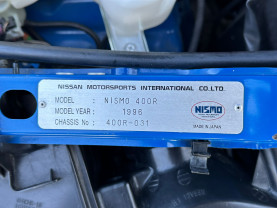 NISSAN MOTORSPORTS INTERNATIONAL CO.LTD.
MODEL : NISMO 400R
MODEL YEAR : 1996
CHASSIS No : 400R-031
NISMO
MADE IN JAPAN